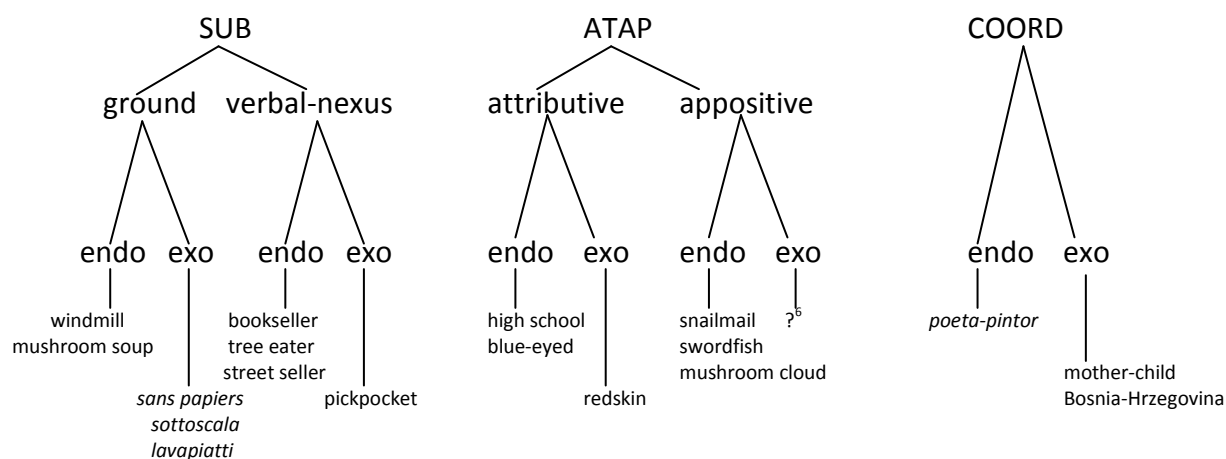 SUB ATAP COORD
ground verbal-nexus attributive appositive
endo exo endo exo endo exo endo exo endo exo
windmill bookseller high school snailmail ?6 poeta-pintor
mushroom soup tree eater blue-eyed swordfish
street seller mushroom cloud mother-child
sans papiers pickpocket redskin Bosnia-Hrzegovina
sottoscala
lavapiatti